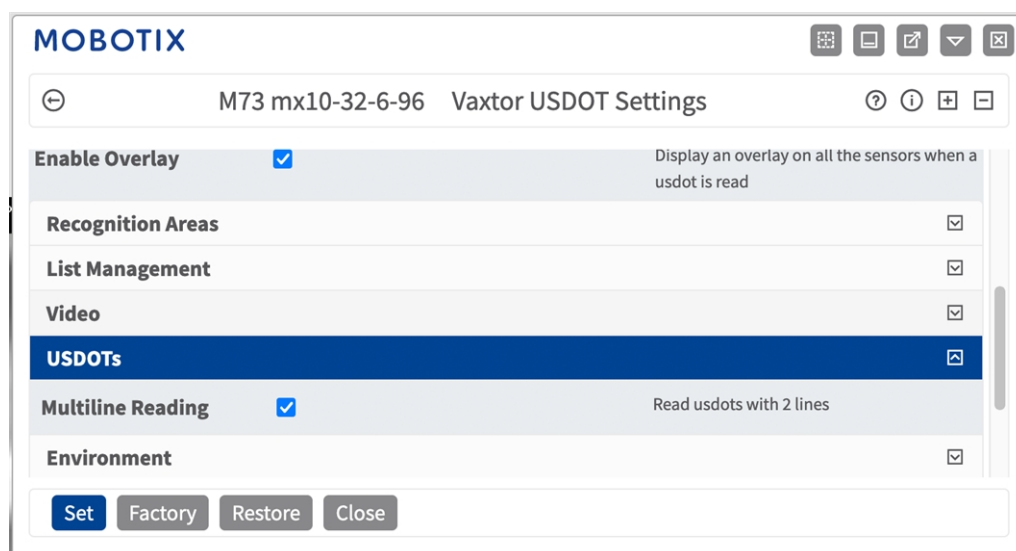 MOBOTIX
M73 mx10-32-6-96 Vaxtor USDOT Settings
Enable Overlay
Display an overlay on all the sensors when a
usdot is read
Recognition Areas
List Management
Video
USDOTs
Multiline Reading
Read usdots with 2 lines
Environment
Set Factory Restore Close